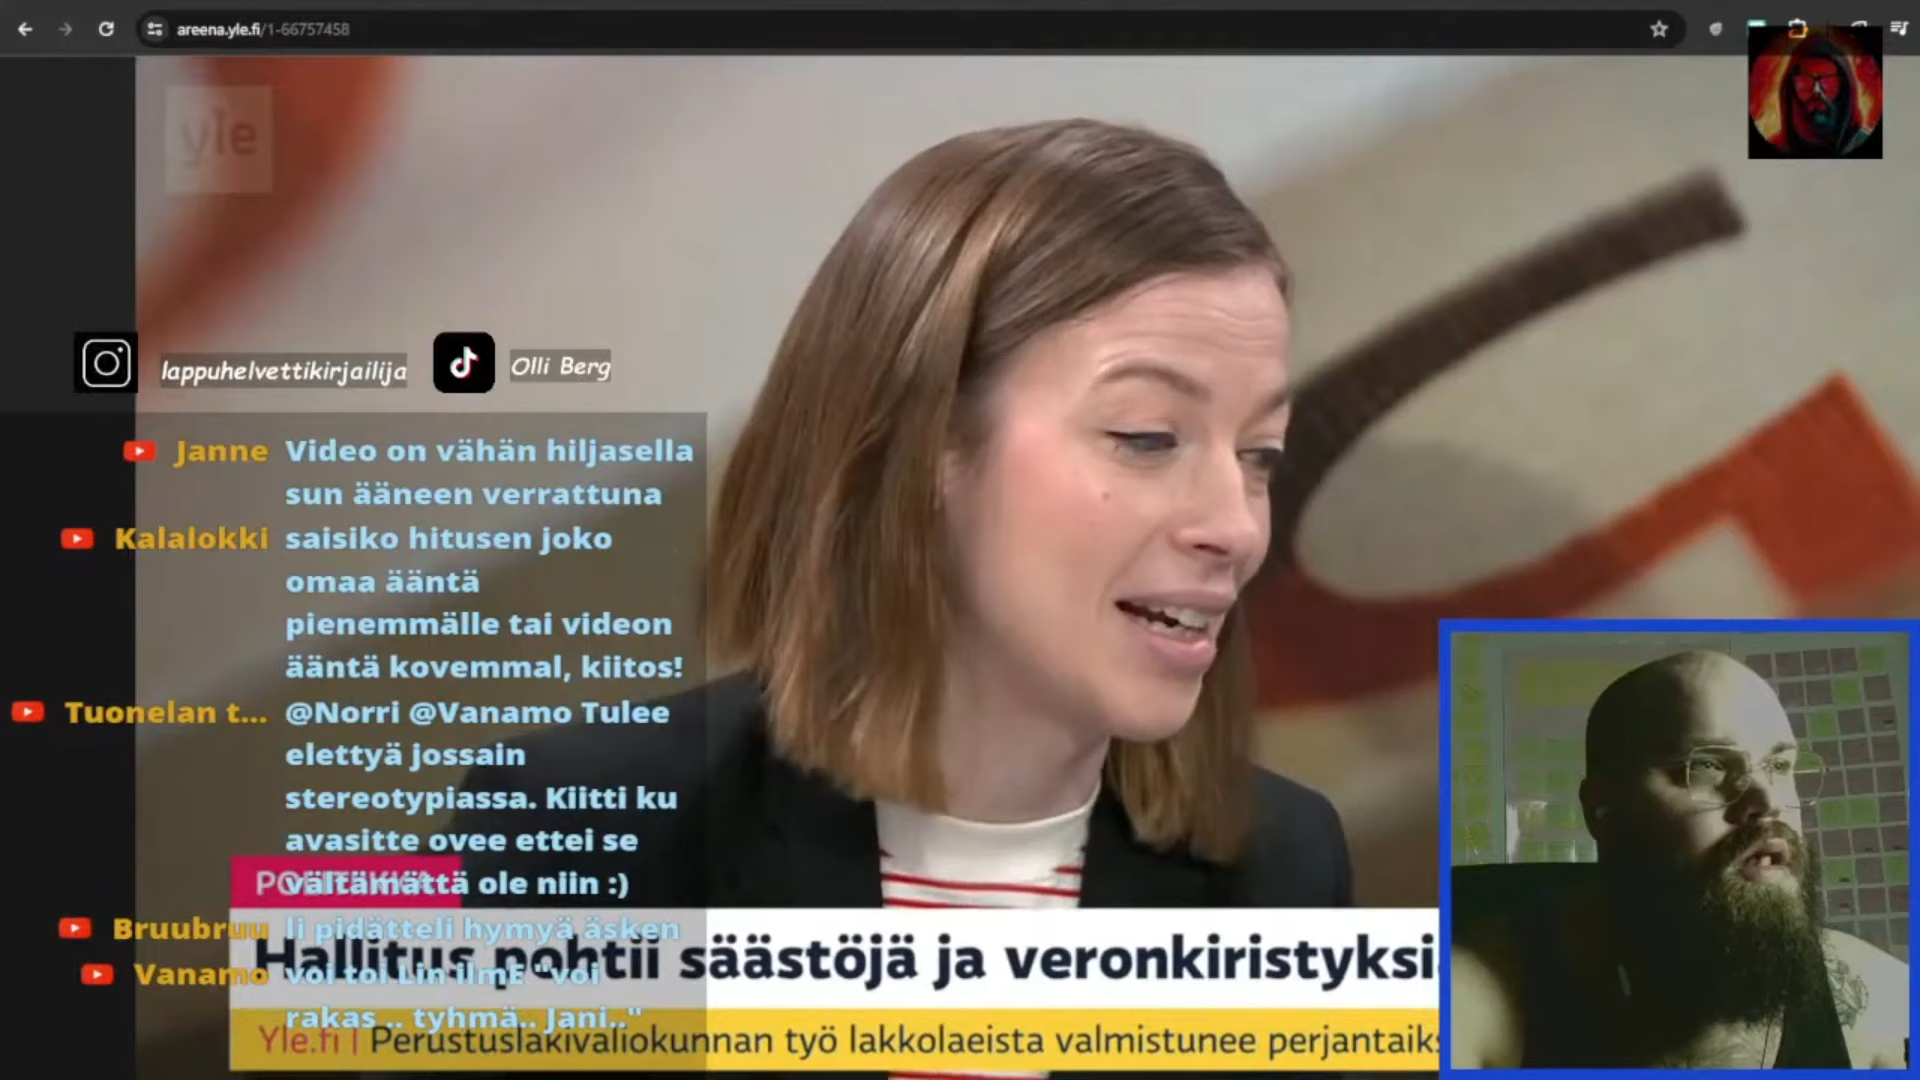 areena.yle.fi/1-66757458
yle
lappuhelvettikirjailija
Olli Berg
Janne Video on vähän hiljasella
sun ääneen verrattuna
Kalalokki saisiko hitusen joko
omaa ääntä
pienemmälle tai videon
ääntä kovemmal, kiitos!
Tuonelan t... @Norri @Vanamo Tulee
elettyä jossain
stereotypiassa. Kiitti ku
avasitte ovee ettei se
vältämättä ole niin :)
Bruubruu li pidätteli hymyä äsken
Vanamo voi toi Lin ilmE "voi
rakas .. tyhmä.. Jani.."
Hallitus pohtii säästöjä ja veronkiristyksi
Yle.fi | Perustuslakivaliokunnan työ lakkolaeista valmistunee perjantaik